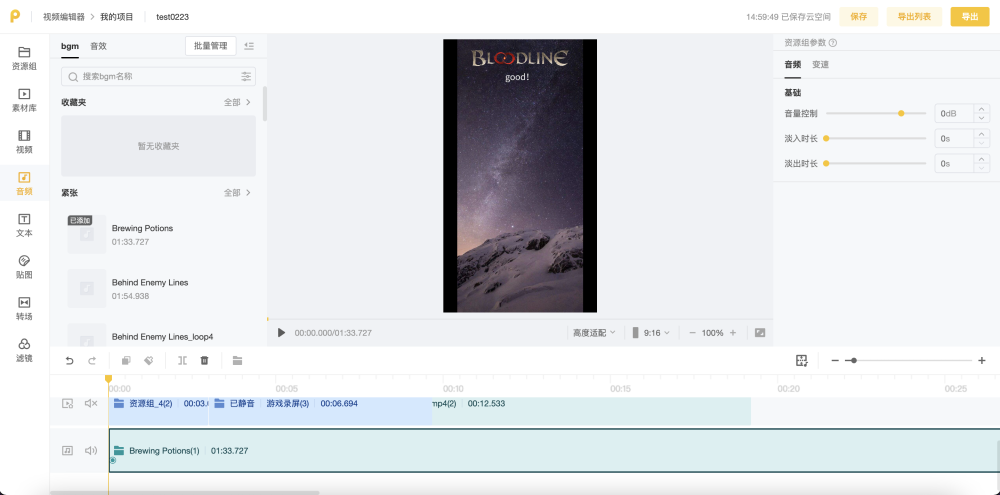 视频编辑器 > 我的项目 test0223
14:59:49 已保存云空间
保存
导出列表
导出
资源组
素材库
视频
音频
文本
贴图
转场
滤镜
bgm 音效
批量管理
搜索bgm名称
收藏夹 全部 >
暂无收藏夹
紧张 全部 >
已添加
Brewing Potions
01:33.727
Behind Enemy Lines
01:54.938
Behind Enemy Lines_loop4
BLOODLINE
good!
00:00.000/01:33.727
高度适配
9:16
100%
资源组参数
音频 变速
基础
音量控制 0dB
淡入时长 0s
淡出时长 0s
00:00 00:05 00:10 00:15 00:20 00:25
资源组_4(2) 00:03.
已静音 游戏录屏(3) 00:06.694
mp4(2) 00:12.533
Brewing Potions(1) 01:33.727